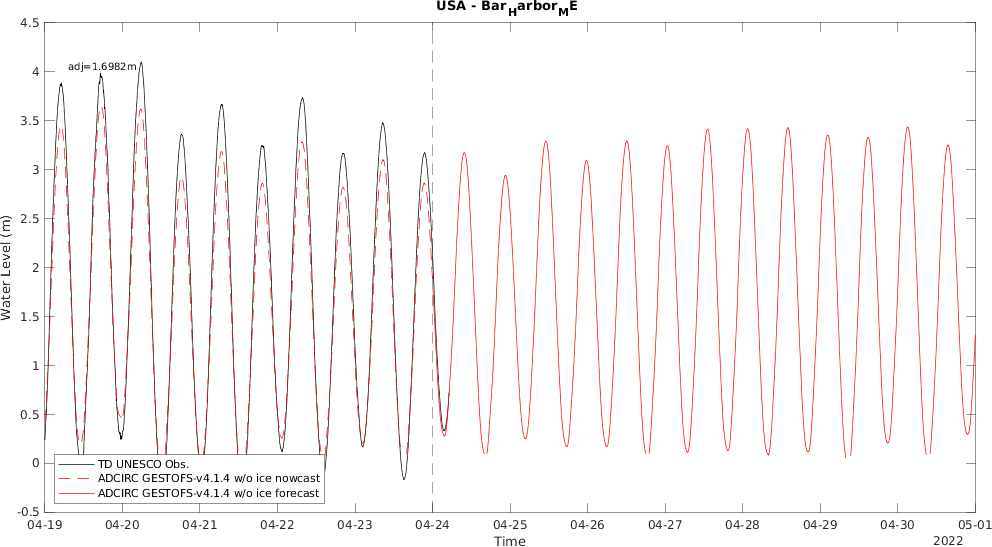 USA - BarHarborME
4.5
4
3.5
3
2.5
2
1.5
1
0.5
0
-0.5
Water Level (m)
adj=1.6982m
TD UNESCO Obs.
ADCIRC GESTOFS-v4.1.4 w/o ice nowcast
ADCIRC GESTOFS-v4.1.4 w/o ice forecast
04-19 04-20 04-21 04-22 04-23 04-24 04-25 04-26 04-27 04-28 04-29 04-30 05-01
Time
2022